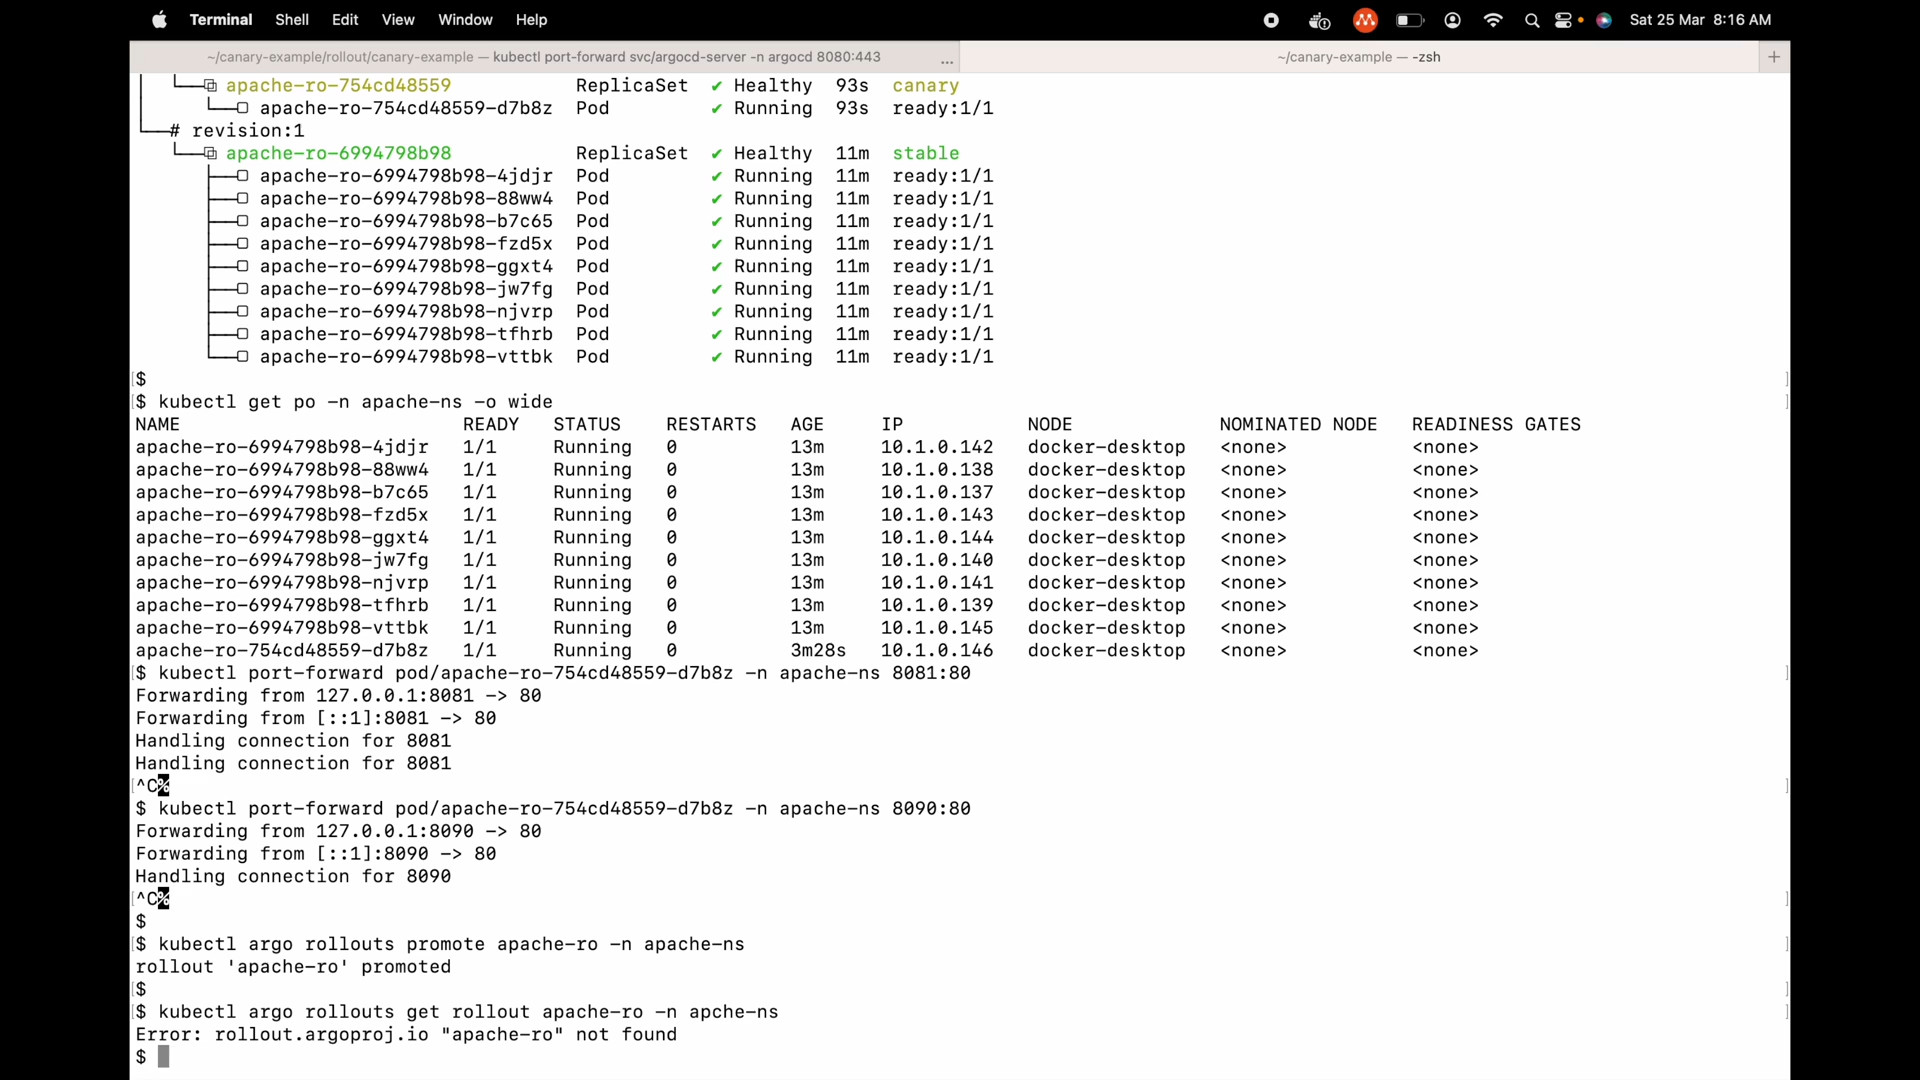 Terminal Shell Edit View Window Help Sat 25 Mar 8:16 AM
~/canary-example/rollout/canary-example — kubectl port-forward svc/argocd-server -n argocd 8080:443 ... ~/canary-example — -zsh +
apache-ro-754cd48559 ReplicaSet ✔ Healthy 93s canary
apache-ro-754cd48559-d7b8z Pod ✔ Running 93s ready:1/1
# revision:1
apache-ro-6994798b98 ReplicaSet ✔ Healthy 11m stable
apache-ro-6994798b98-4jdjr Pod ✔ Running 11m ready:1/1
apache-ro-6994798b98-88ww4 Pod ✔ Running 11m ready:1/1
apache-ro-6994798b98-b7c65 Pod ✔ Running 11m ready:1/1
apache-ro-6994798b98-fzd5x Pod ✔ Running 11m ready:1/1
apache-ro-6994798b98-ggxt4 Pod ✔ Running 11m ready:1/1
apache-ro-6994798b98-jw7fg Pod ✔ Running 11m ready:1/1
apache-ro-6994798b98-njvrp Pod ✔ Running 11m ready:1/1
apache-ro-6994798b98-tfhrb Pod ✔ Running 11m ready:1/1
apache-ro-6994798b98-vttbk Pod ✔ Running 11m ready:1/1
$
$ kubectl get po -n apache-ns -o wide
NAME READY STATUS RESTARTS AGE IP NODE NOMINATED NODE READINESS GATES
apache-ro-6994798b98-4jdjr 1/1 Running 0 13m 10.1.0.142 docker-desktop <none> <none>
apache-ro-6994798b98-88ww4 1/1 Running 0 13m 10.1.0.138 docker-desktop <none> <none>
apache-ro-6994798b98-b7c65 1/1 Running 0 13m 10.1.0.137 docker-desktop <none> <none>
apache-ro-6994798b98-fzd5x 1/1 Running 0 13m 10.1.0.143 docker-desktop <none> <none>
apache-ro-6994798b98-ggxt4 1/1 Running 0 13m 10.1.0.144 docker-desktop <none> <none>
apache-ro-6994798b98-jw7fg 1/1 Running 0 13m 10.1.0.140 docker-desktop <none> <none>
apache-ro-6994798b98-njvrp 1/1 Running 0 13m 10.1.0.141 docker-desktop <none> <none>
apache-ro-6994798b98-tfhrb 1/1 Running 0 13m 10.1.0.139 docker-desktop <none> <none>
apache-ro-6994798b98-vttbk 1/1 Running 0 13m 10.1.0.145 docker-desktop <none> <none>
apache-ro-754cd48559-d7b8z 1/1 Running 0 3m28s 10.1.0.146 docker-desktop <none> <none>
$ kubectl port-forward pod/apache-ro-754cd48559-d7b8z -n apache-ns 8081:80
Forwarding from 127.0.0.1:8081 -> 80
Forwarding from [::1]:8081 -> 80
Handling connection for 8081
Handling connection for 8081
^C%
$ kubectl port-forward pod/apache-ro-754cd48559-d7b8z -n apache-ns 8090:80
Forwarding from 127.0.0.1:8090 -> 80
Forwarding from [::1]:8090 -> 80
Handling connection for 8090
^C%
$
$ kubectl argo rollouts promote apache-ro -n apache-ns
rollout 'apache-ro' promoted
$
$ kubectl argo rollouts get rollout apache-ro -n apche-ns
Error: rollout.argoproj.io "apache-ro" not found
$